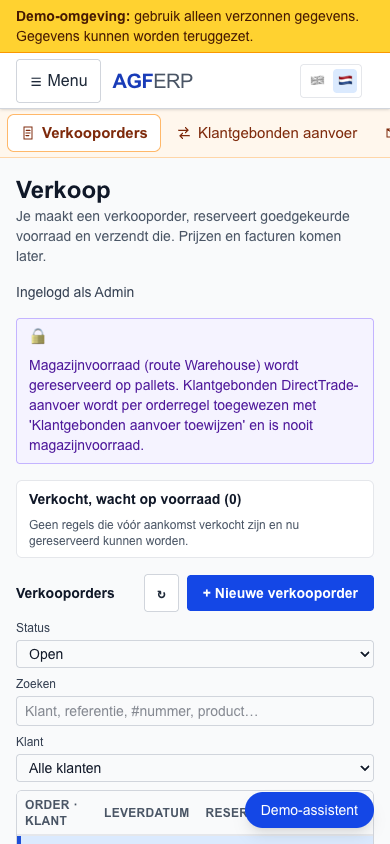 Demo-omgeving: gebruik alleen verzonnen gegevens.
Gegevens kunnen worden teruggezet.
≡ Menu
AGFERP
Verkooporders
Klantgebonden aanvoer
Verkoop
Je maakt een verkooporder, reserveert goedgekeurde
voorraad en verzendt die. Prijzen en facturen komen
later.
Ingelogd als Admin
Magazijnvoorraad (route Warehouse) wordt
gereserveerd op pallets. Klantgebonden DirectTrade-
aanvoer wordt per orderregel toegewezen met
'Klantgebonden aanvoer toewijzen' en is nooit
magazijnvoorraad.
Verkocht, wacht op voorraad (0)
Geen regels die vóór aankomst verkocht zijn en nu
gereserveerd kunnen worden.
Verkooporders
↻
+ Nieuwe verkooporder
Status
Open
Zoeken
Klant, referentie, #nummer, product…
Klant
Alle klanten
ORDER ·
KLANT
LEVERDATUM
Demo-assistent